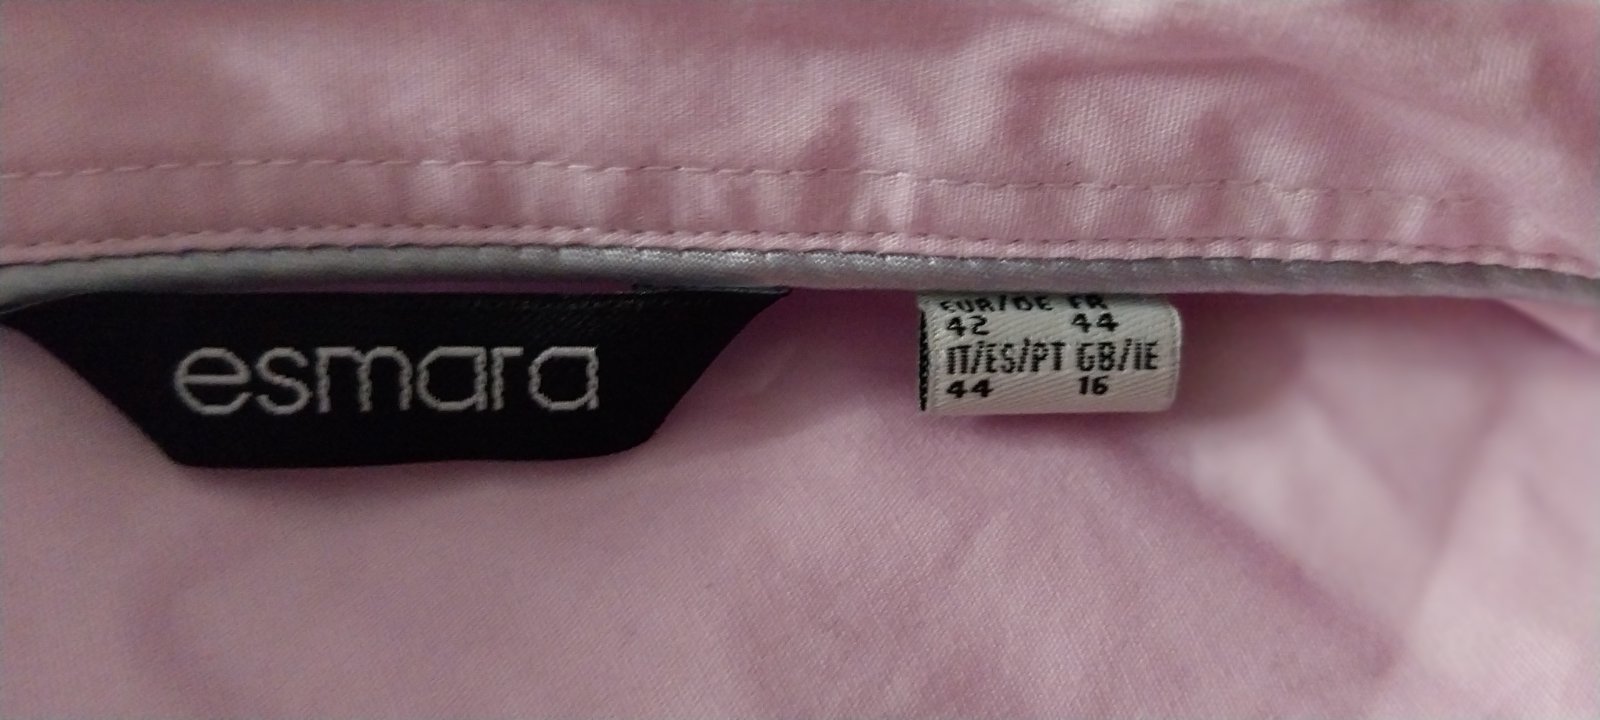 esmara
EUR/DE FR
42 44
IT/ES/PT GB/IE
44 16